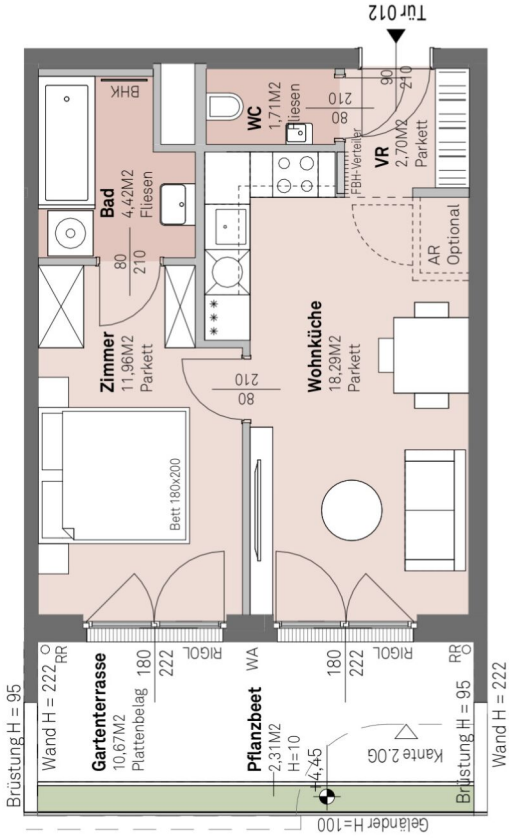 Tür 012
90
210
VR
2,70M2
Parkett
FBH-Verteiler
WC
1,71M2
Fliesen
80
210
BHK
Bad
4,42M2
Fliesen
80
210
AR
Optional
Zimmer
11,96M2
Parkett
Wohnküche
18,29M2
Parkett
80
210
Bett 180x200
180
222
RIGOL
180
222
RIGOL
RR
WA
RR
Gartenterrasse
10,67M2
Plattenbelag
Pflanzbeet
2,31M2
H=10
+4,45
Kante 2.OG
Brüstung H = 95
Wand H = 222
Brüstung H = 95
Wand H = 222
Geländer H=100